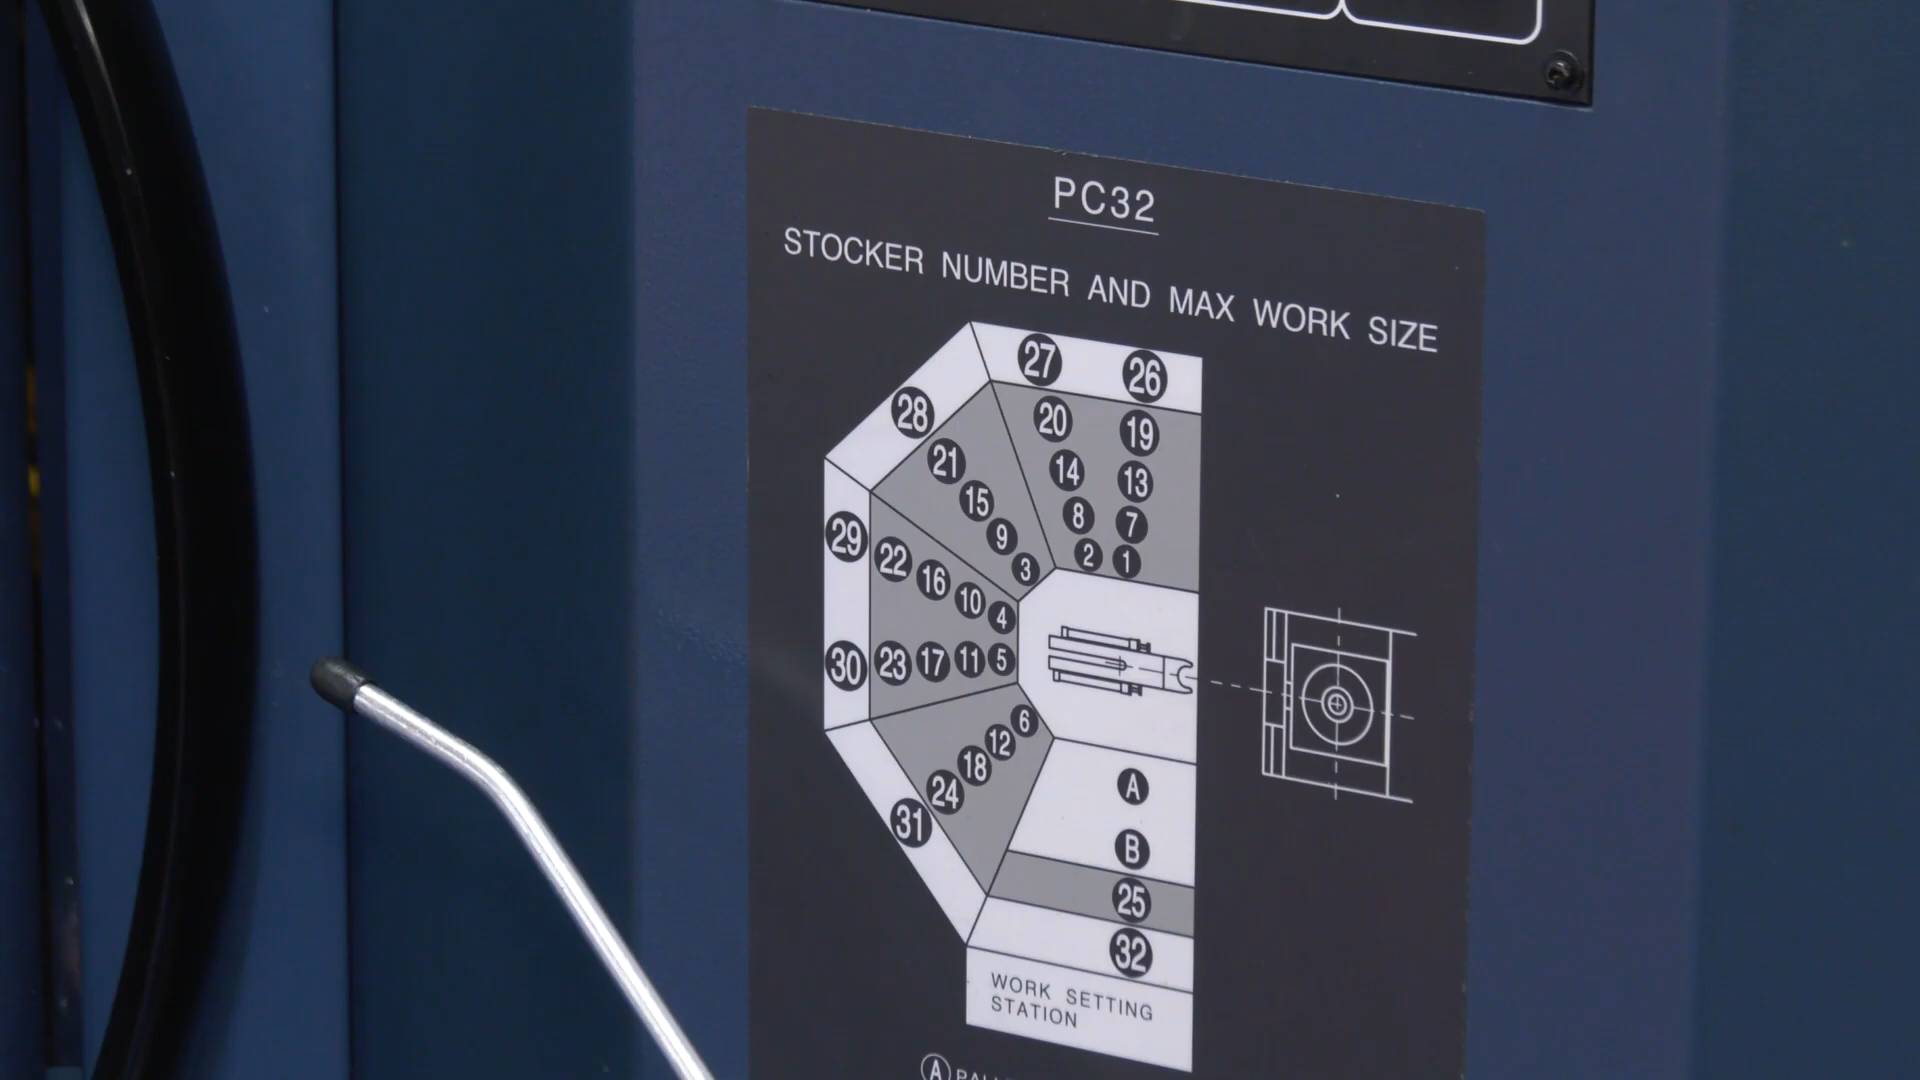 PC32
STOCKER NUMBER AND MAX WORK SIZE
27 26
28 20 19
21 14 13
15 8 7
9 2 1
3
29 22 16 10 4
30 23 17 11 5
6
12
18
24
31
A
B
25
32
WORK SETTING
STATION
A